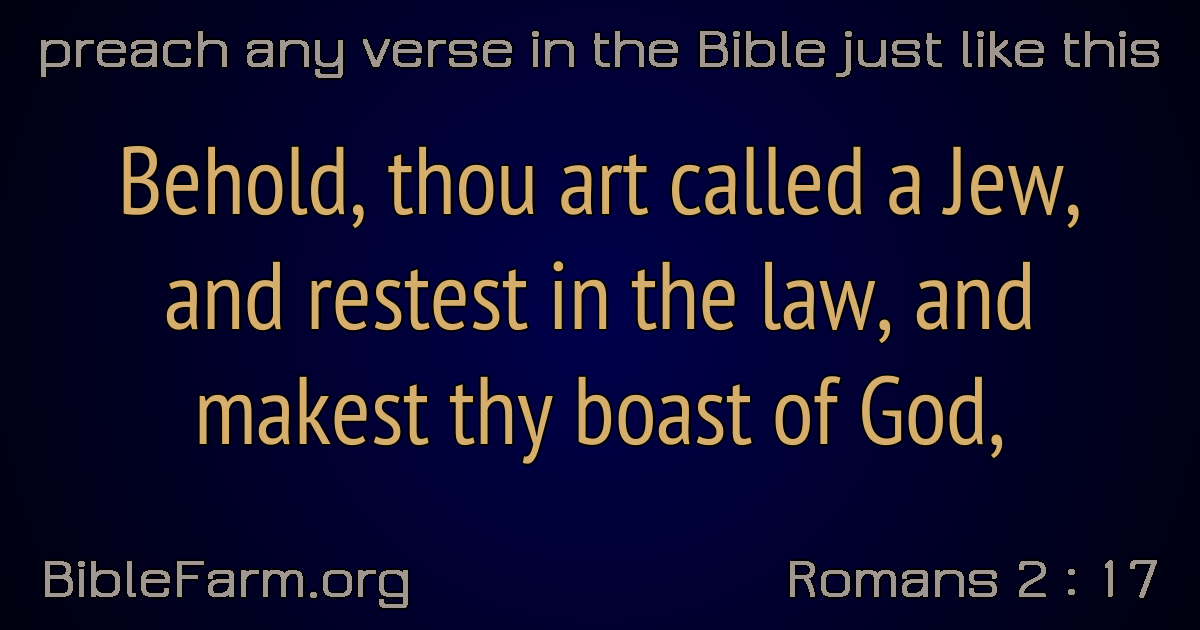 preach any verse in the Bible just like this
Behold, thou art called a Jew,
and restest in the law, and
makest thy boast of God,
BibleFarm.org
Romans 2 : 17